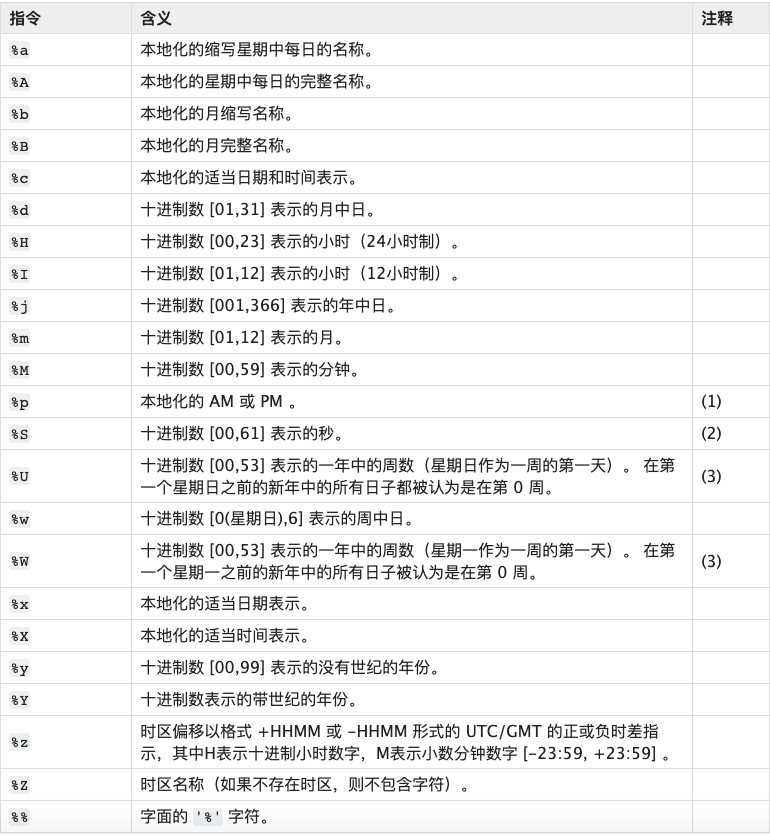 指令 含义 注释
%a 本地化的缩写星期中每日的名称。
%A 本地化的星期中每日的完整名称。
%b 本地化的月缩写名称。
%B 本地化的月完整名称。
%c 本地化的适当日期和时间表示。
%d 十进制数 [01,31] 表示的月中日。
%H 十进制数 [00,23] 表示的小时（24小时制）。
%I 十进制数 [01,12] 表示的小时（12小时制）。
%j 十进制数 [001,366] 表示的年中日。
%m 十进制数 [01,12] 表示的月。
%M 十进制数 [00,59] 表示的分钟。
%p 本地化的 AM 或 PM 。 (1)
%S 十进制数 [00,61] 表示的秒。 (2)
%U 十进制数 [00,53] 表示的一年中的周数（星期日作为一周的第一天）。 在第
一个星期日之前的新年中的所有日子都被认为是在第 0 周。 (3)
%w 十进制数 [0(星期日),6] 表示的周中日。
%W 十进制数 [00,53] 表示的一年中的周数（星期一作为一周的第一天）。 在第
一个星期一之前的新年中的所有日子被认为是在第 0 周。 (3)
%x 本地化的适当日期表示。
%X 本地化的适当时间表示。
%y 十进制数 [00,99] 表示的没有世纪的年份。
%Y 十进制数表示的带世纪的年份。
%z 时区偏移以格式 +HHMM 或 -HHMM 形式的 UTC/GMT 的正或负时差指
示，其中H表示十进制小时数字，M表示小数分钟数字 [-23:59, +23:59] 。
%Z 时区名称（如果不存在时区，则不包含字符）。
%% 字面的 '%' 字符。